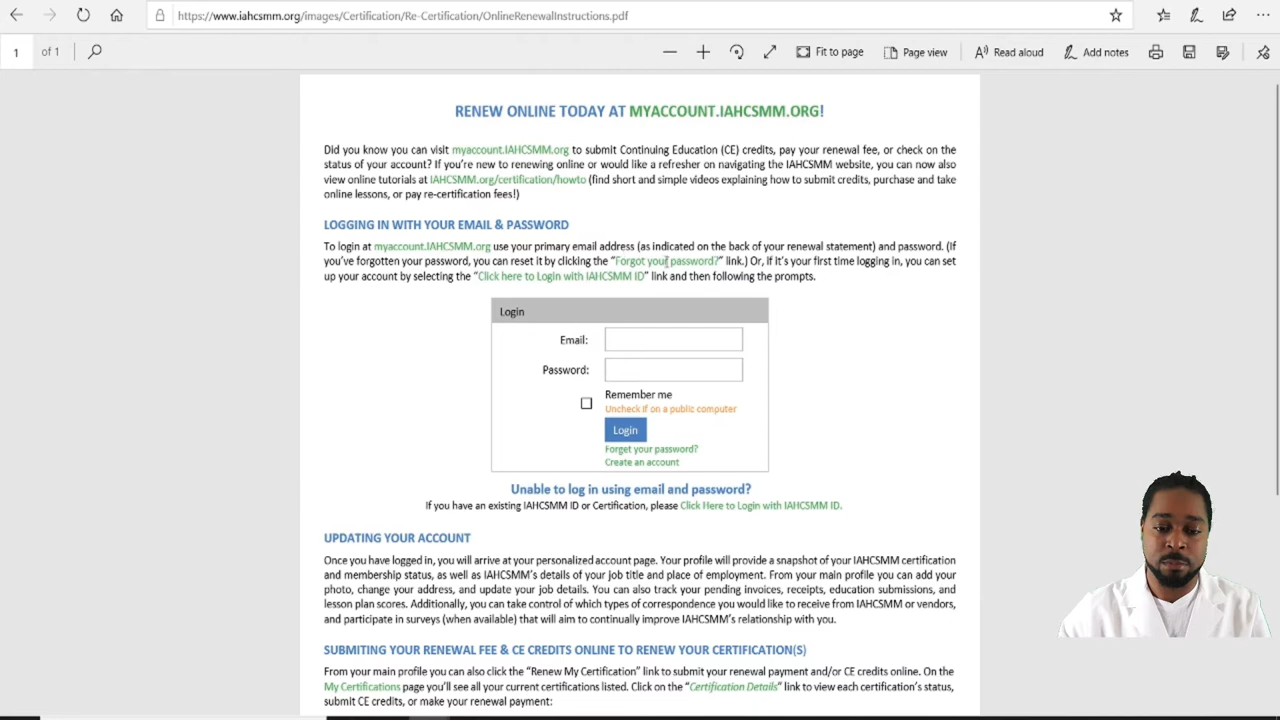 https://www.iahcsmm.org/images/Certification/Re-Certification/OnlineRenewalInstructions.pdf
1 of 1
Fit to page
Page view
Read aloud
Add notes
RENEW ONLINE TODAY AT MYACCOUNT.IAHCSMM.ORG!
Did you know you can visit myaccount.IAHCSMM.org to submit Continuing Education (CE) credits, pay your renewal fee, or check on the
status of your account? If you're new to renewing online or would like a refresher on navigating the IAHCSMM website, you can now also
view online tutorials at IAHCSMM.org/certification/howto (find short and simple videos explaining how to submit credits, purchase and take
online lessons, or pay re-certification fees!)
LOGGING IN WITH YOUR EMAIL & PASSWORD
To login at myaccount.IAHCSMM.org use your primary email address (as indicated on the back of your renewal statement) and password. (If
you've forgotten your password, you can reset it by clicking the "Forgot your password?" link.) Or, if it's your first time logging in, you can set
up your account by selecting the "Click here to Login with IAHCSMM ID" link and then following the prompts.
Login
Email:
Password:
Remember me
Uncheck if on a public computer
Login
Forget your password?
Create an account
Unable to log in using email and password?
If you have an existing IAHCSMM ID or Certification, please Click Here to Login with IAHCSMM ID.
UPDATING YOUR ACCOUNT
Once you have logged in, you will arrive at your personalized account page. Your profile will provide a snapshot of your IAHCSMM certification
and membership status, as well as IAHCSMM's details of your job title and place of employment. From your main profile you can add your
photo, change your address, and update your job details. You can also track your pending invoices, receipts, education submissions, and
lesson plan scores. Additionally, you can take control of which types of correspondence you would like to receive from IAHCSMM or vendors,
and participate in surveys (when available) that will aim to continually improve IAHCSMM's relationship with you.
SUBMITING YOUR RENEWAL FEE & CE CREDITS ONLINE TO RENEW YOUR CERTIFICATION(S)
From your main profile you can also click the "Renew My Certification" link to submit your renewal payment and/or CE credits online. On the
My Certifications page you'll see all your current certifications listed. Click on the "Certification Details" link to view each certification's status,
submit CE credits, or make your renewal payment: